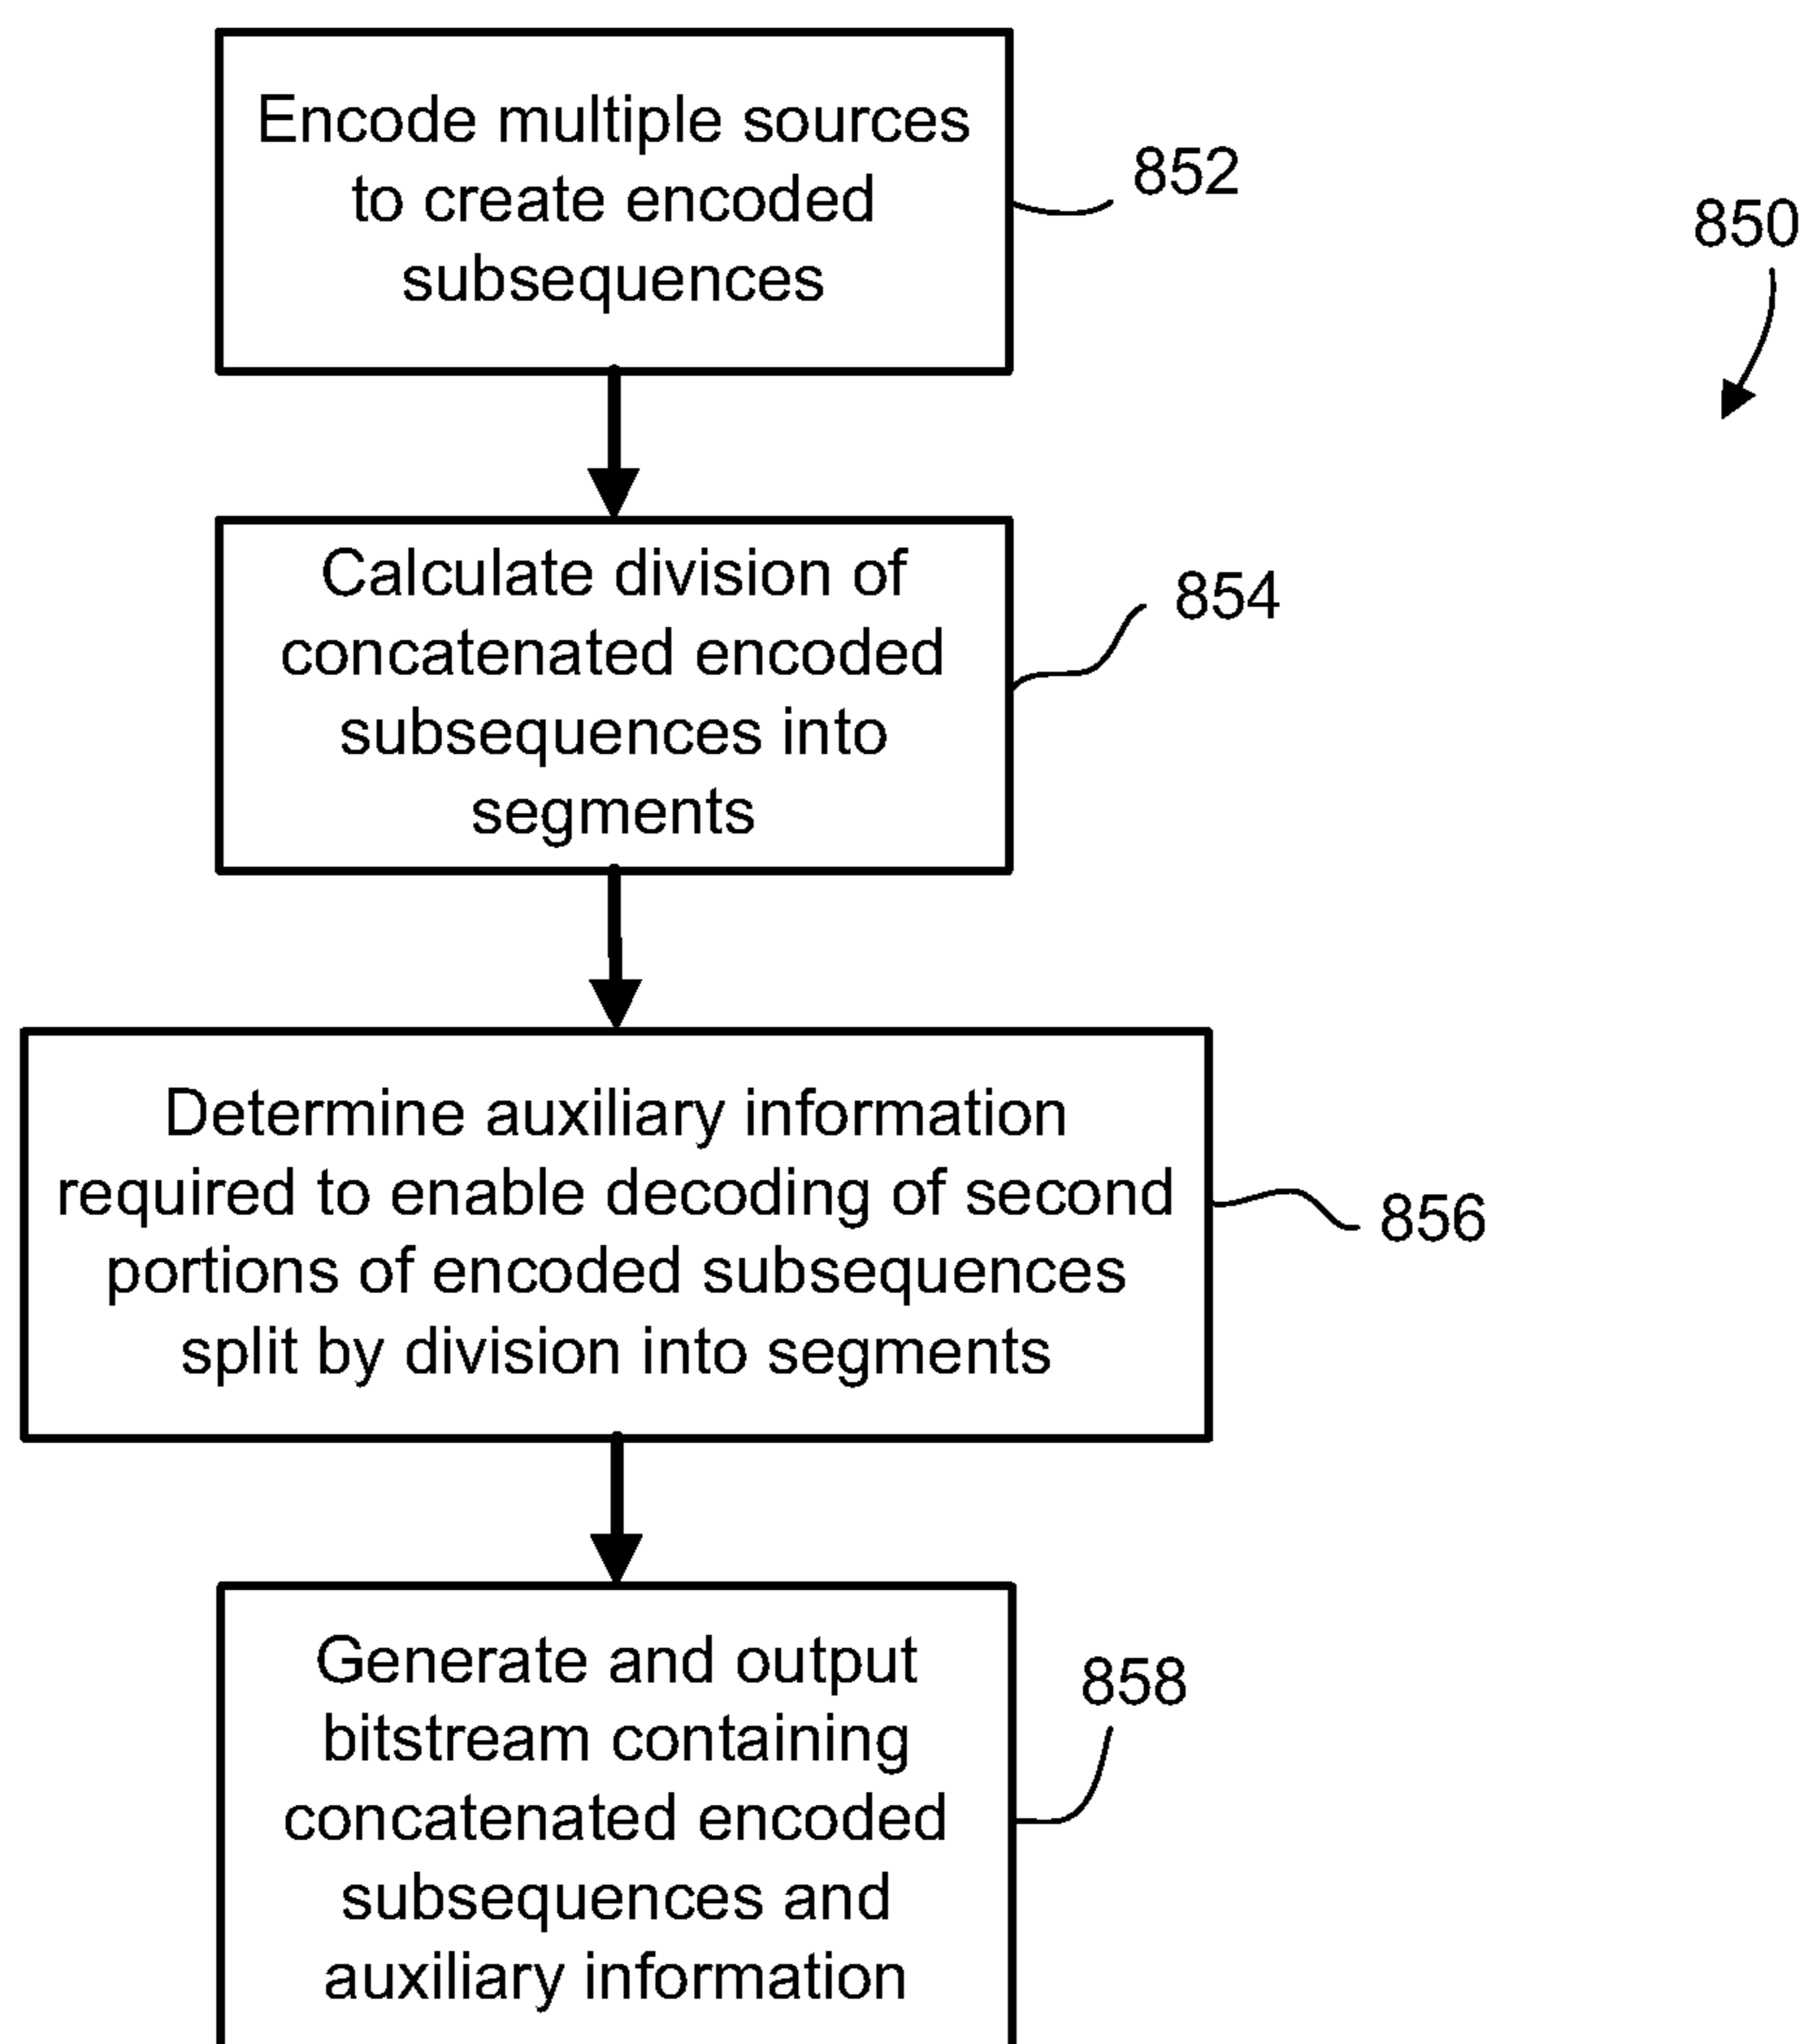 Encode multiple sources
to create encoded
subsequences
852
850
Calculate division of
concatenated encoded
subsequences into
segments
854
Determine auxiliary information
required to enable decoding of second
portions of encoded subsequences
split by division into segments
856
Generate and output
bitstream containing
concatenated encoded
subsequences and
auxiliary information
858